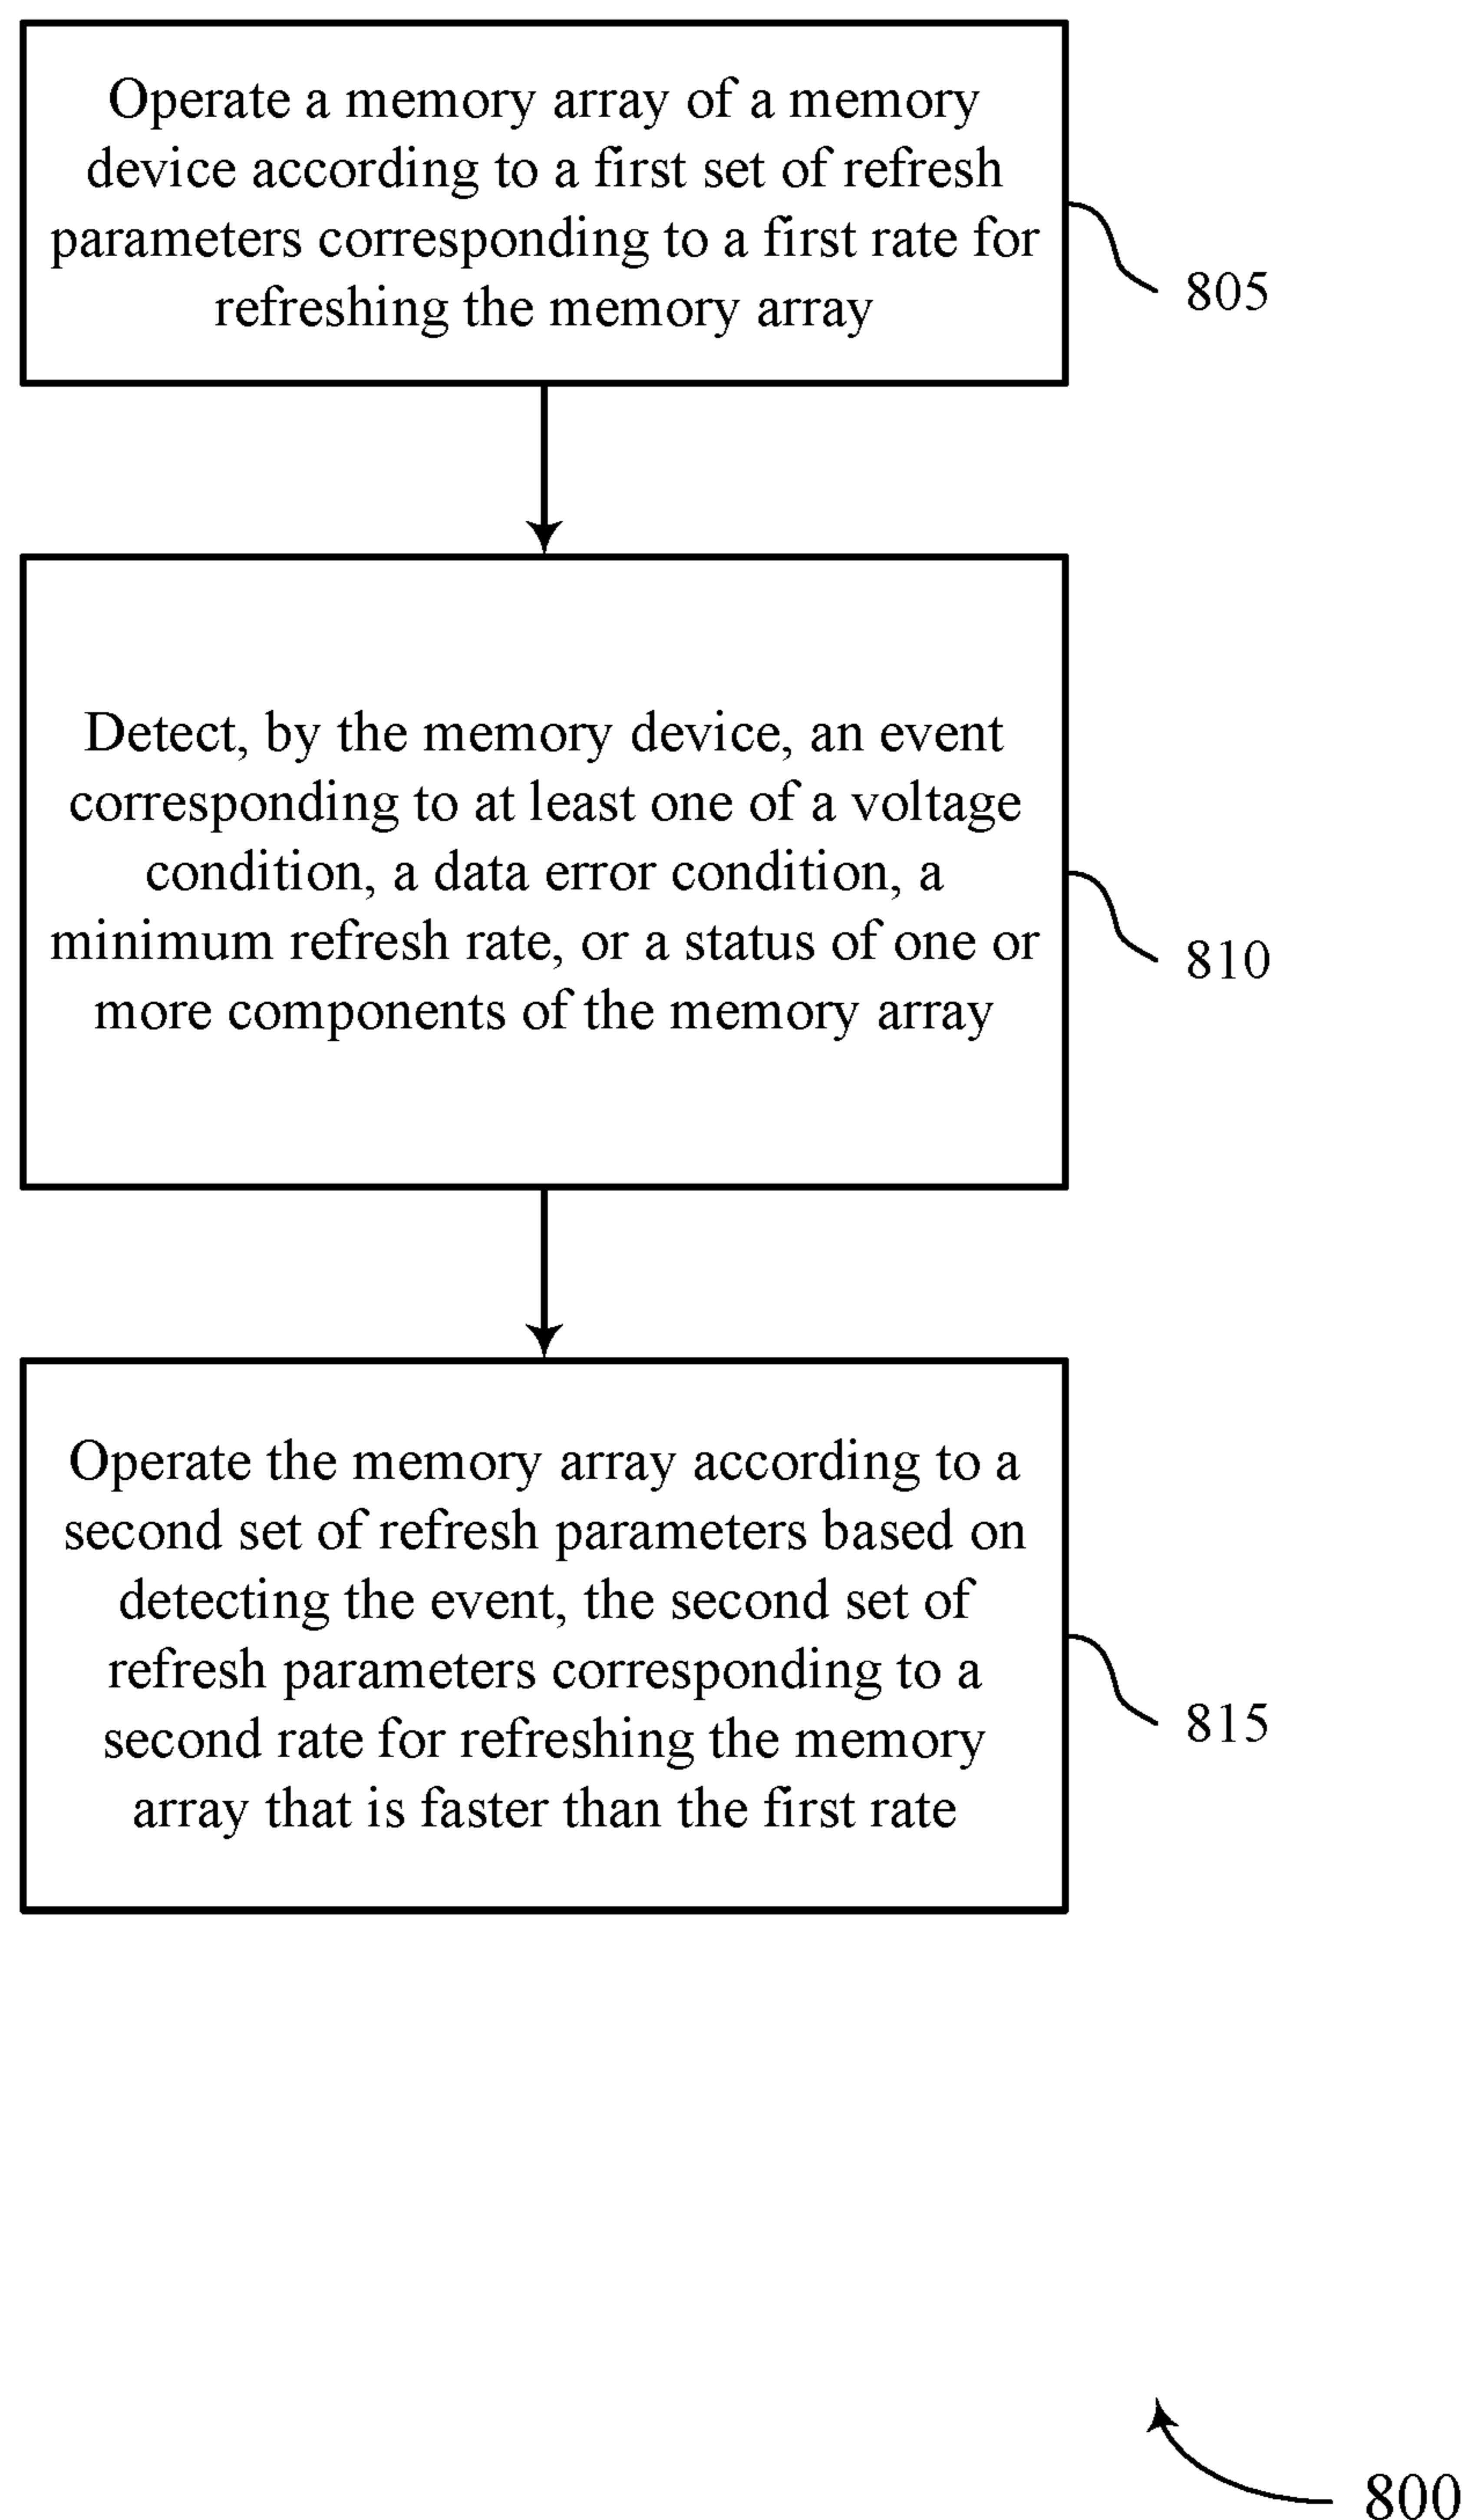 Operate a memory array of a memory
device according to a first set of refresh
parameters corresponding to a first rate for
refreshing the memory array
805
Detect, by the memory device, an event
corresponding to at least one of a voltage
condition, a data error condition, a
minimum refresh rate, or a status of one or
more components of the memory array
810
Operate the memory array according to a
second set of refresh parameters based on
detecting the event, the second set of
refresh parameters corresponding to a
second rate for refreshing the memory
array that is faster than the first rate
815
800